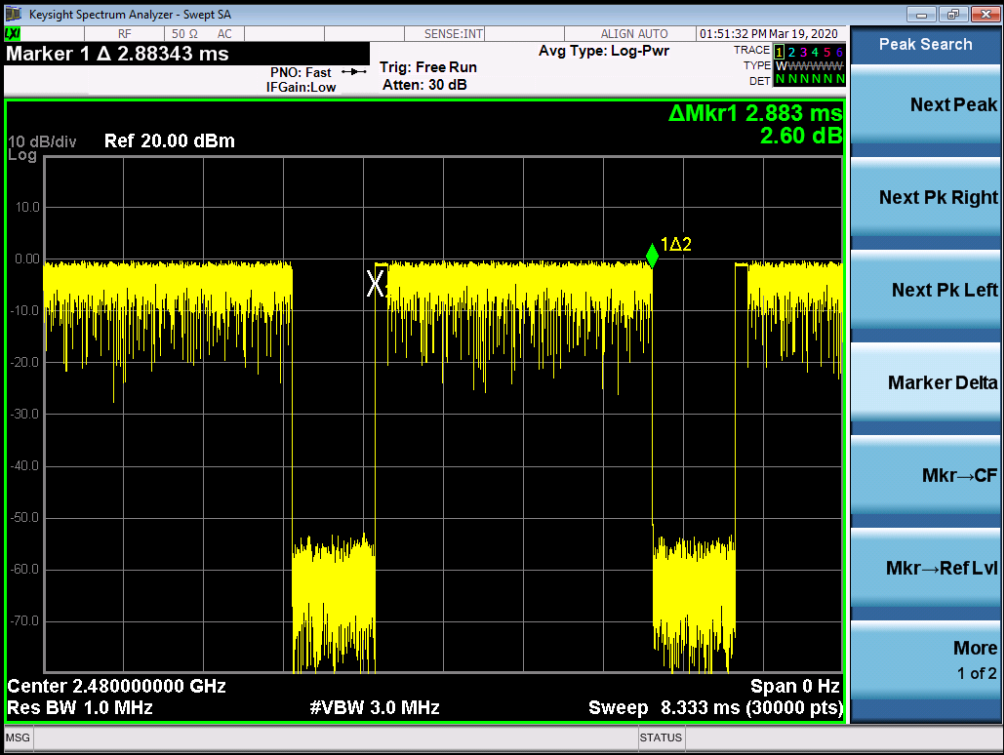 Keysight Spectrum Analyzer - Swept SA
LXI
RF 50 Ω AC SENSE:INT ALIGN AUTO 01:51:32 PM Mar 19, 2020
Marker 1 Δ 2.88343 ms
PNO: Fast
IFGain:Low
Trig: Free Run
Atten: 30 dB
Avg Type: Log-Pwr
TRACE 1 2 3 4 5 6
TYPE WWWWWW
DET N N N N N N
ΔMkr1 2.883 ms
2.60 dB
10 dB/div Ref 20.00 dBm
Log
10.0
0.00
-10.0
-20.0
-30.0
-40.0
-50.0
-60.0
-70.0
1Δ2
X
Center 2.480000000 GHz Span 0 Hz
Res BW 1.0 MHz #VBW 3.0 MHz Sweep 8.333 ms (30000 pts)
MSG STATUS
Peak Search
Next Peak
Next Pk Right
Next Pk Left
Marker Delta
Mkr→CF
Mkr→Ref Lvl
More
1 of 2